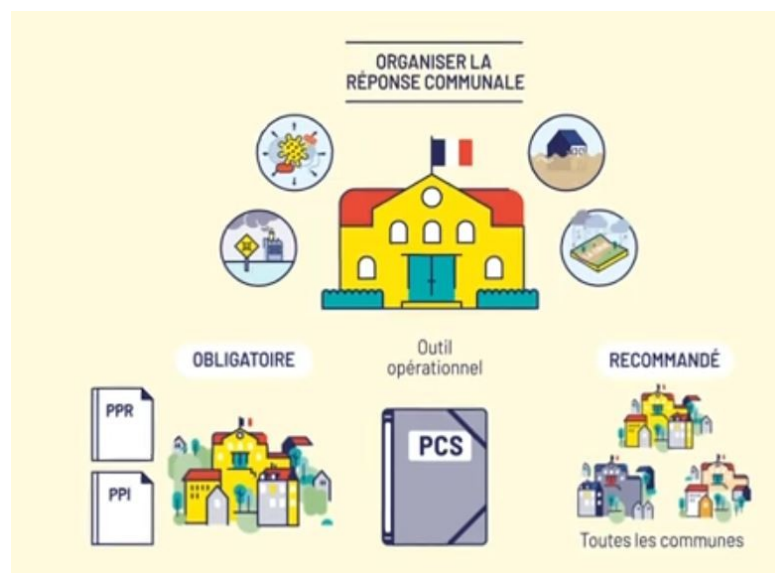 ORGANISER LA
RÉPONSE COMMUNALE
OBLIGATOIRE
Outil
opérationnel
RECOMMANDÉ
PPR
PPI
PCS
Toutes les communes